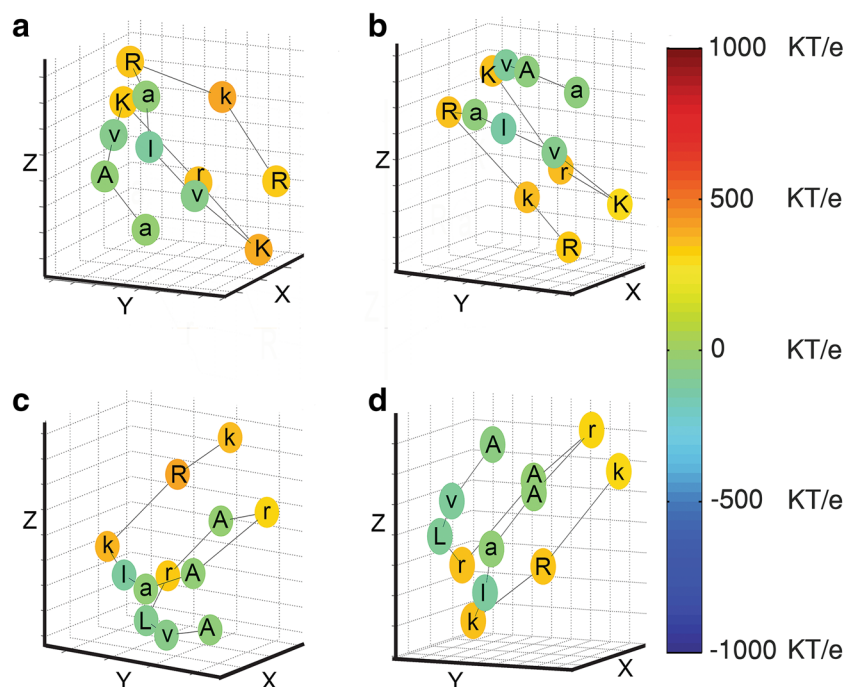 a
R
k
K
a
v
l
Z
A
r
R
v
a
K
X
Y
b
K
v
A
a
R
a
l
v
Z
r
k
K
R
X
Y
1000 KT/e
500 KT/e
0 KT/e
-500 KT/e
-1000 KT/e
c
k
R
Z
A
r
k
l
a
r
A
L
v
A
Y
X
d
r
A
A
k
v
A
Z
L
a
r
R
l
k
Y
X